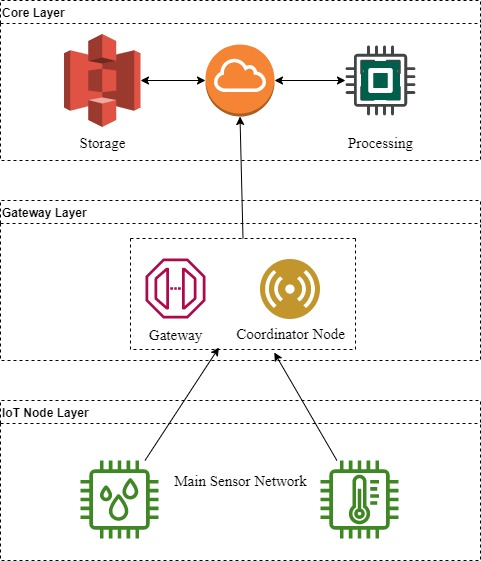 Core Layer
Storage
Processing
Gateway Layer
Gateway
Coordinator Node
IoT Node Layer
Main Sensor Network